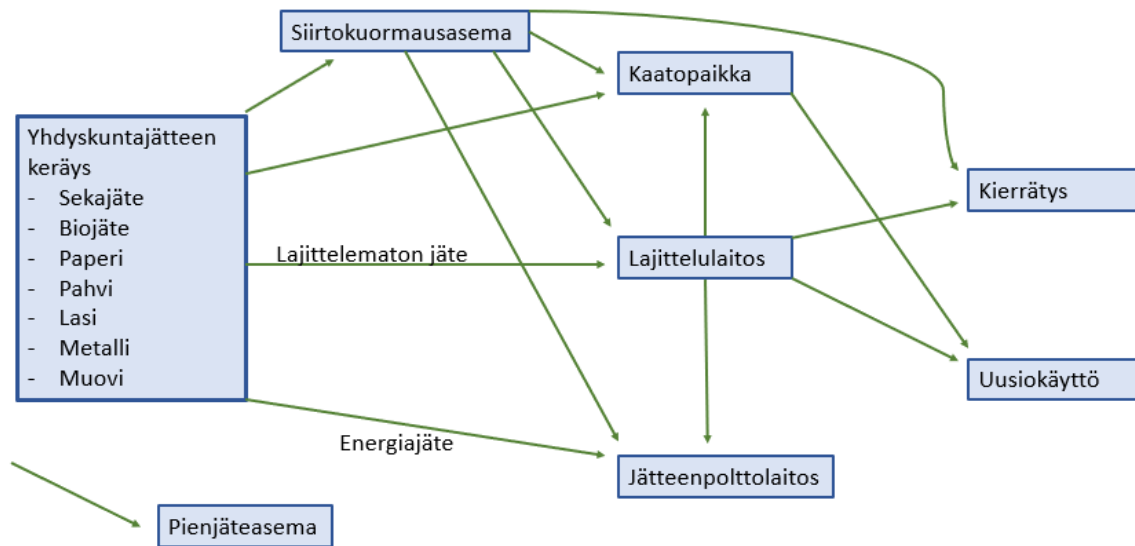 Siirtokuormausasema
Kaatopaikka
Yhdyskuntajätteen
keräys
- Sekajäte
- Biojäte
- Paperi
- Pahvi
- Lasi
- Metalli
- Muovi
Kierrätys
Lajittelematon jäte
Lajittelulaitos
Uusiokäyttö
Energiajäte
Jätteenpolttolaitos
Pienjäteasema